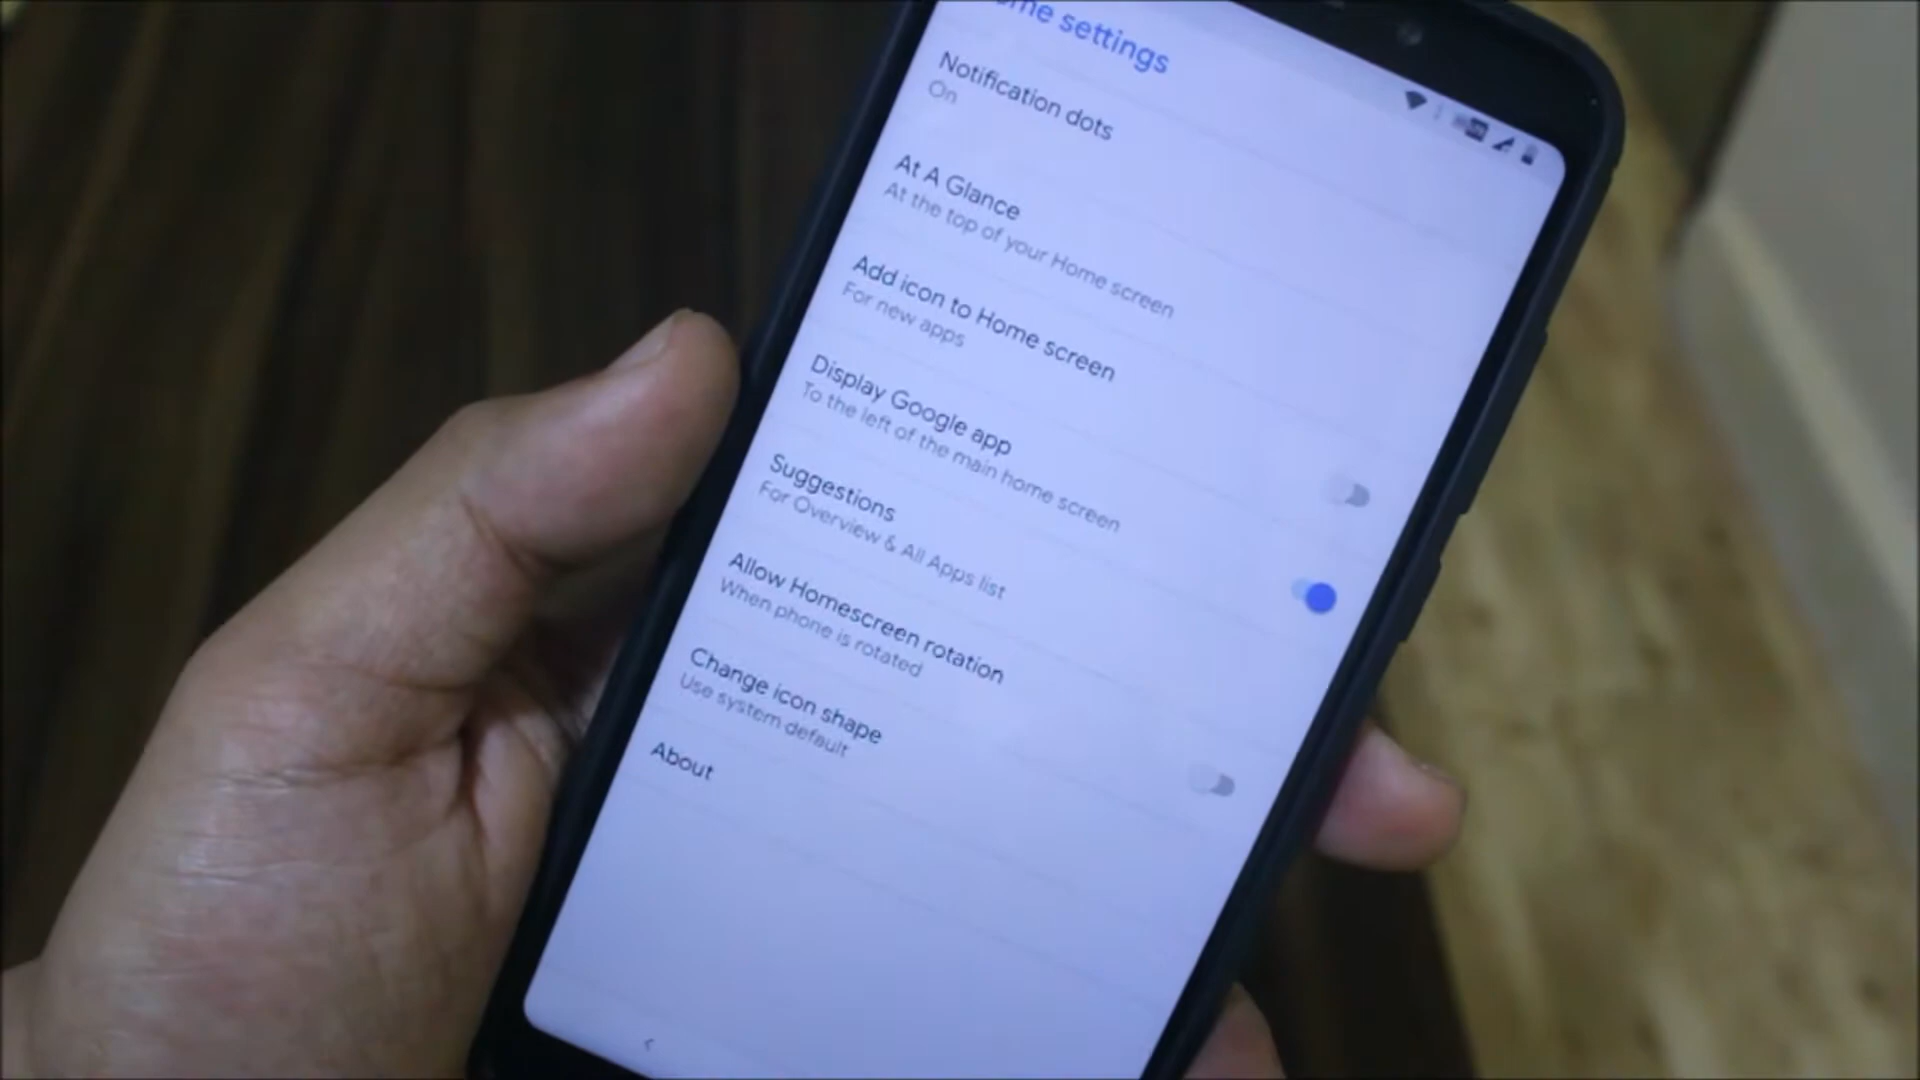 me settings
Notification dots
On
At A Glance
At the top of your Home screen
Add icon to Home screen
For new apps
Display Google app
To the left of the main home screen
Suggestions
For Overview & All Apps list
Allow Homescreen rotation
When phone is rotated
Change icon shape
Use system default
About